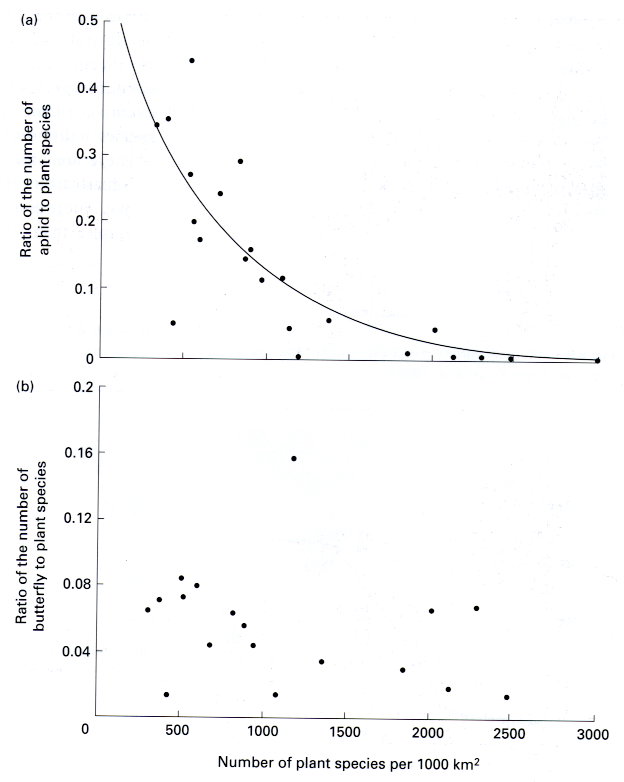 (a)
0.5
0.4
0.3
0.2
0.1
0
Ratio of the number of
aphid to plant species
(b)
0.2
0.16
0.12
0.08
0.04
0
Ratio of the number of
butterfly to plant species
500
1000
1500
2000
2500
3000
Number of plant species per 1000 km²